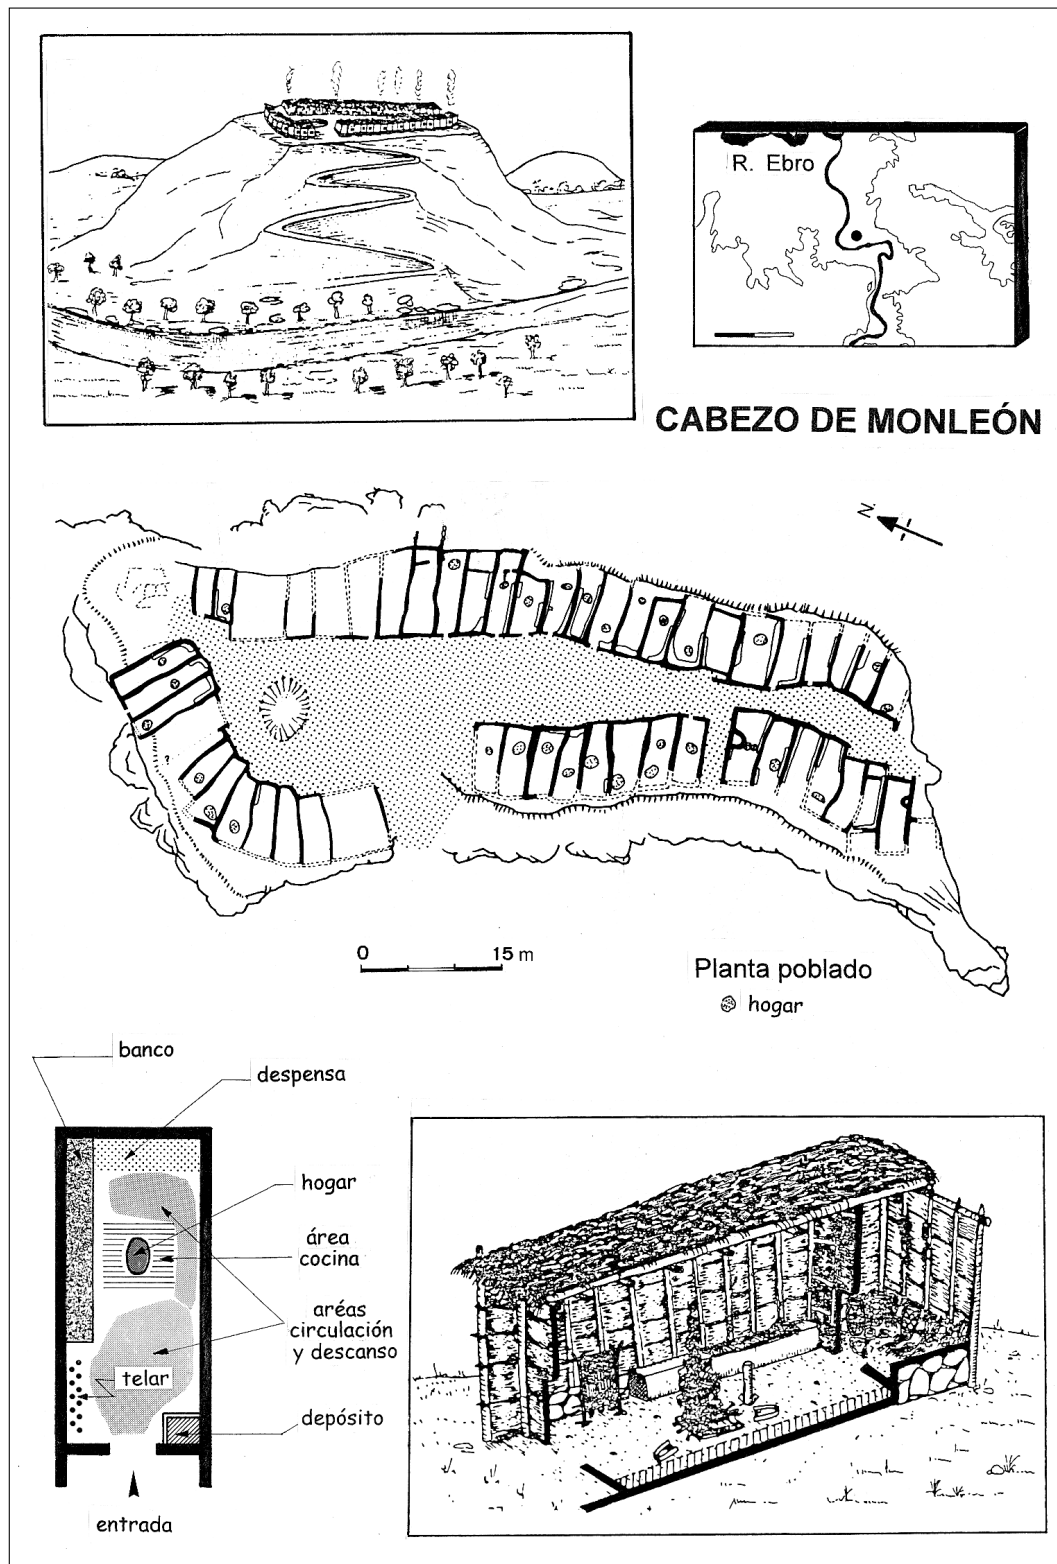 R. Ebro
CABEZO DE MONLEÓN
N.
0 15 m
Planta poblado
hogar
?
banco
despensa
hogar
área
cocina
aréas
circulación
y descanso
telar
depósito
entrada